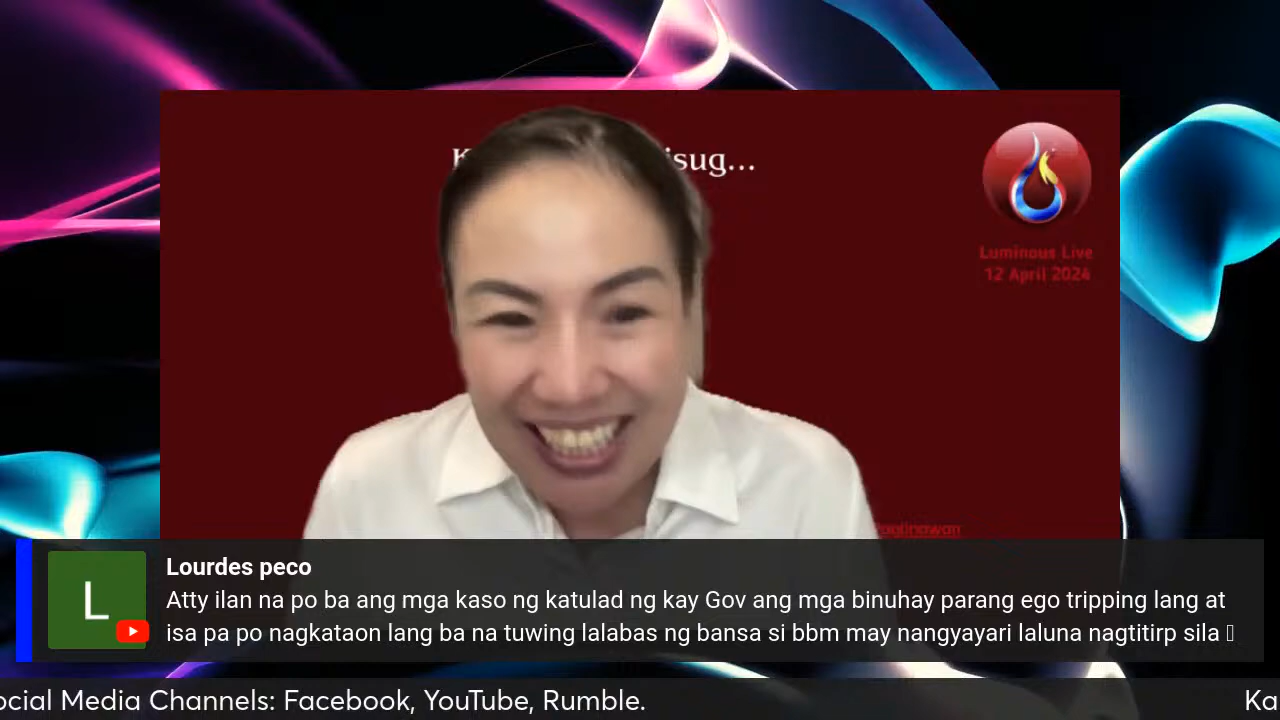 isug...
Luminous Live
12 April 2024
Lourdes peco
L
Atty ilan na po ba ang mga kaso ng katulad ng kay Gov ang mga binuhay parang ego tripping lang at
isa pa po nagkataon lang ba na tuwing lalabas ng bansa si bbm may nangyayari laluna nagtitirp sila
ocial Media Channels: Facebook, YouTube, Rumble.
Ka